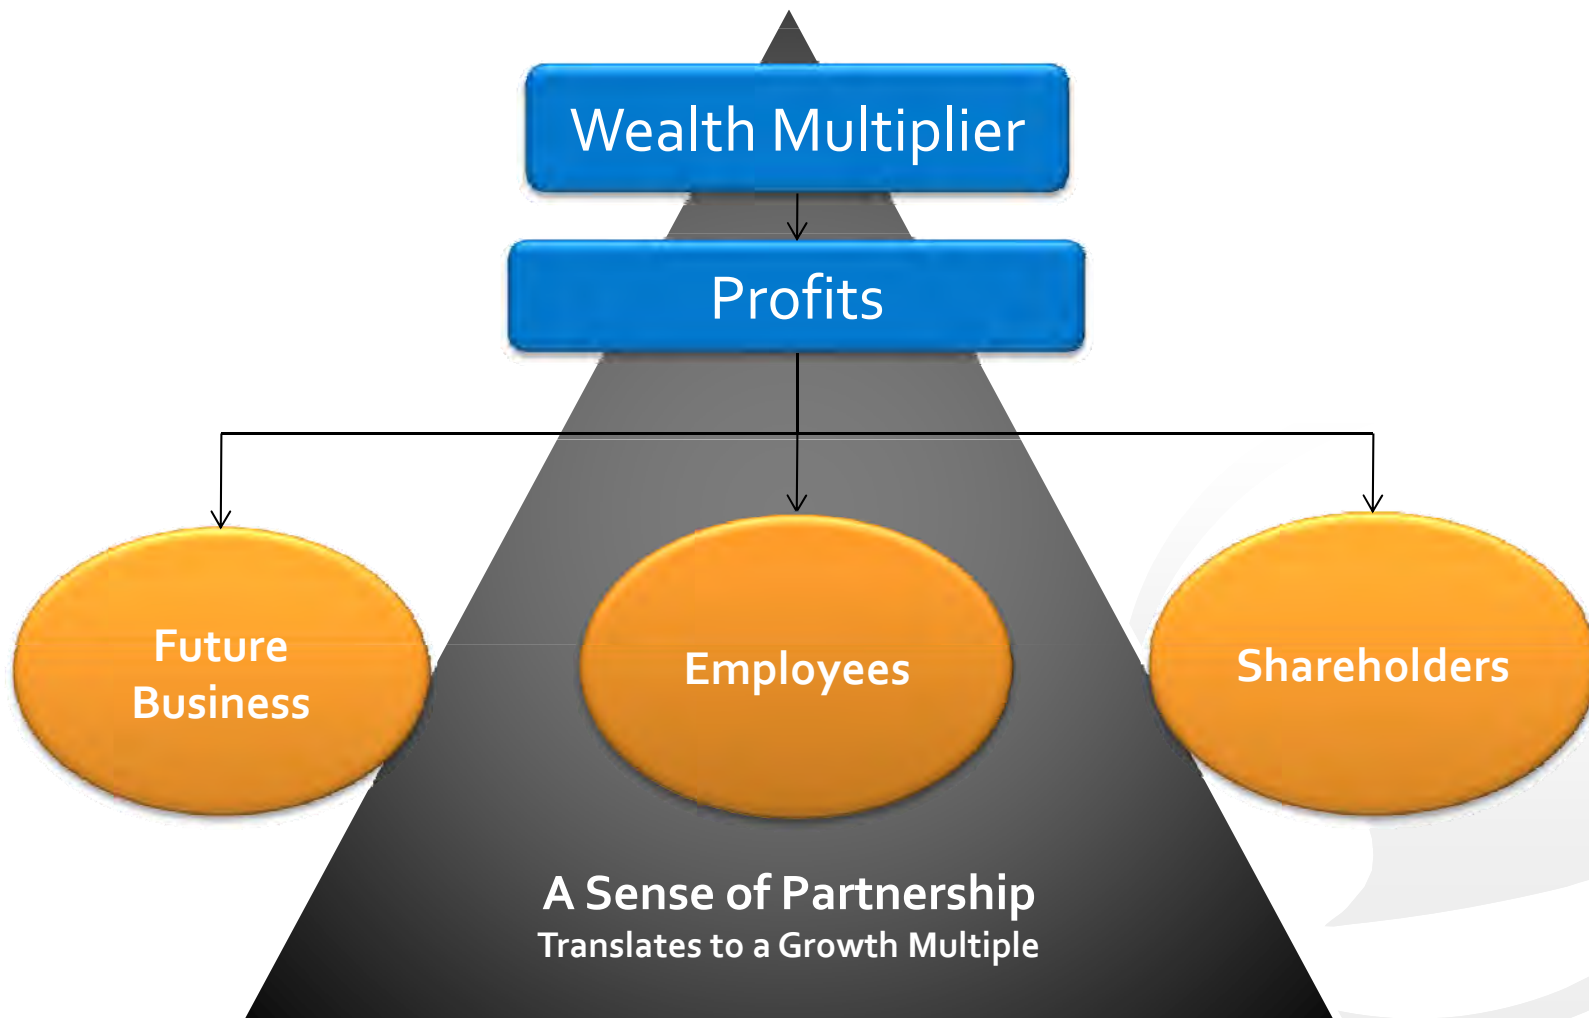 Wealth Multiplier
Profits
Future
Business
Employees
Shareholders
A Sense of Partnership
Translates to a Growth Multiple